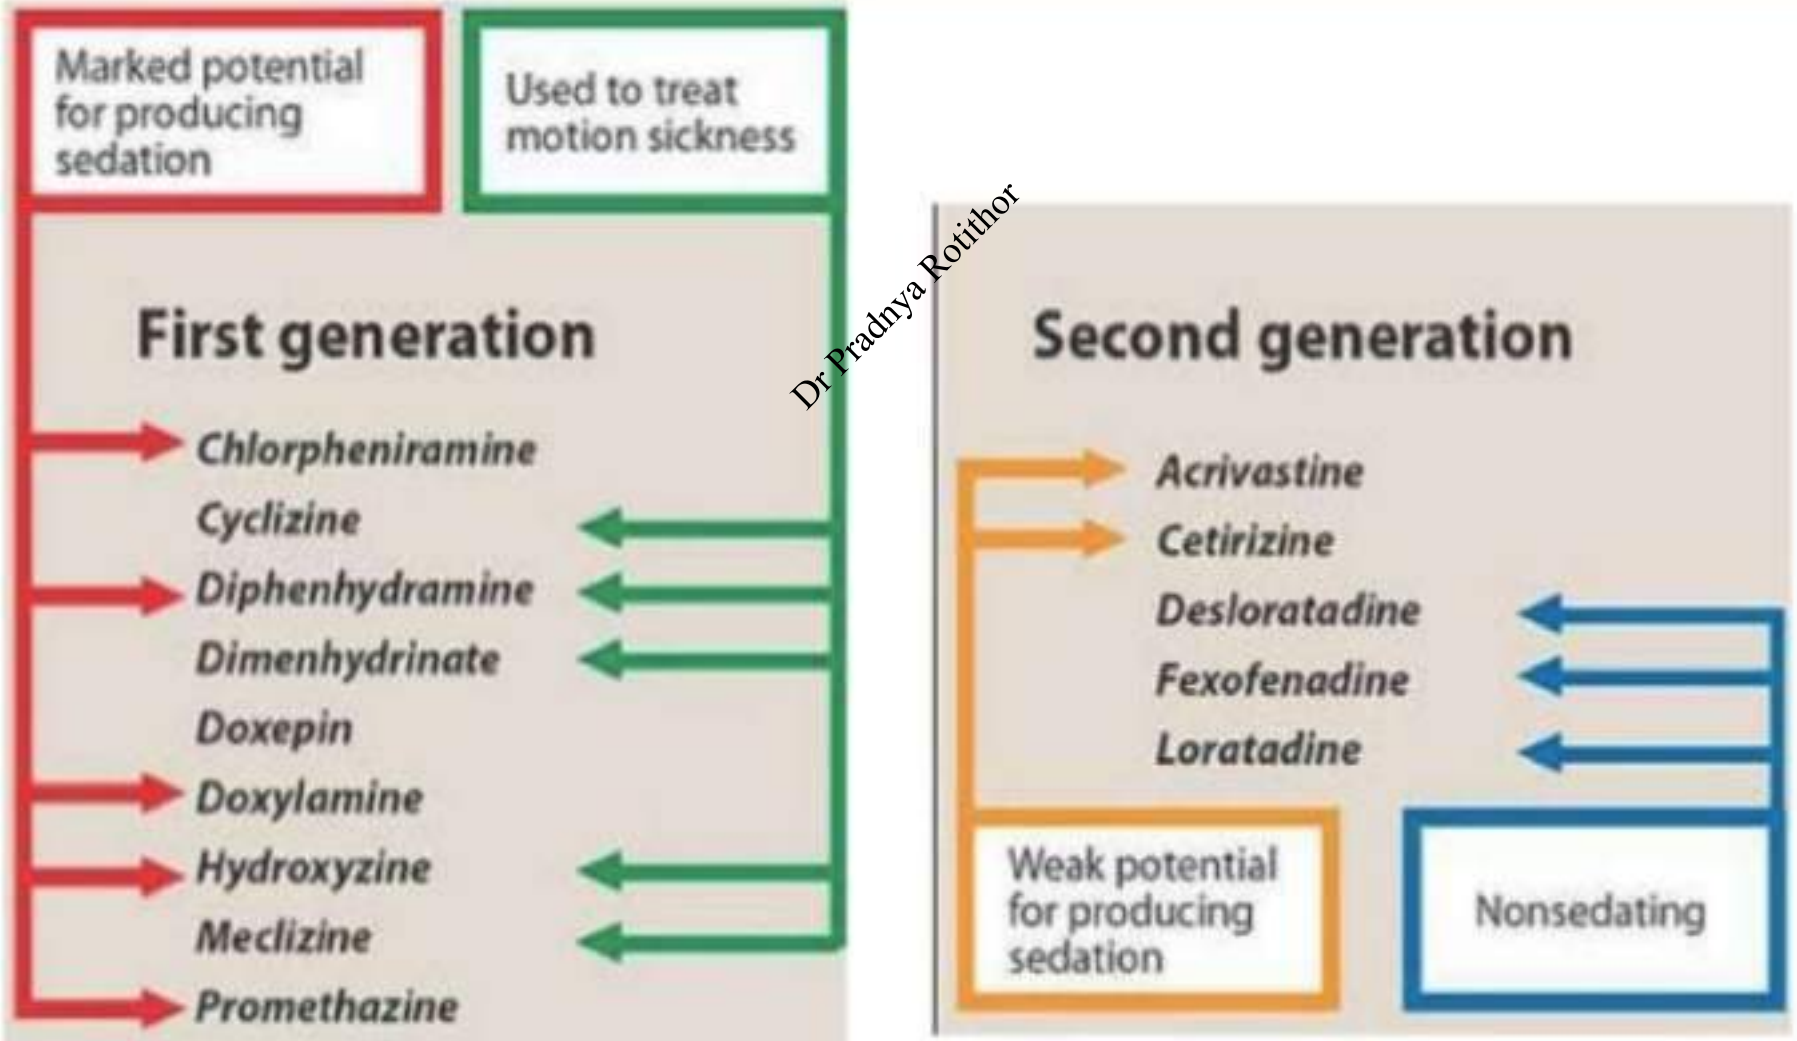 Marked potential
for producing
sedation
Used to treat
motion sickness
First generation
Chlorpheniramine
Cyclizine
Diphenhydramine
Dimenhydrinate
Doxepin
Doxylamine
Hydroxyzine
Meclizine
Promethazine
Dr Pradnya Rotithor
Second generation
Acrivastine
Cetirizine
Desloratadine
Fexofenadine
Loratadine
Weak potential
for producing
sedation
Nonsedating